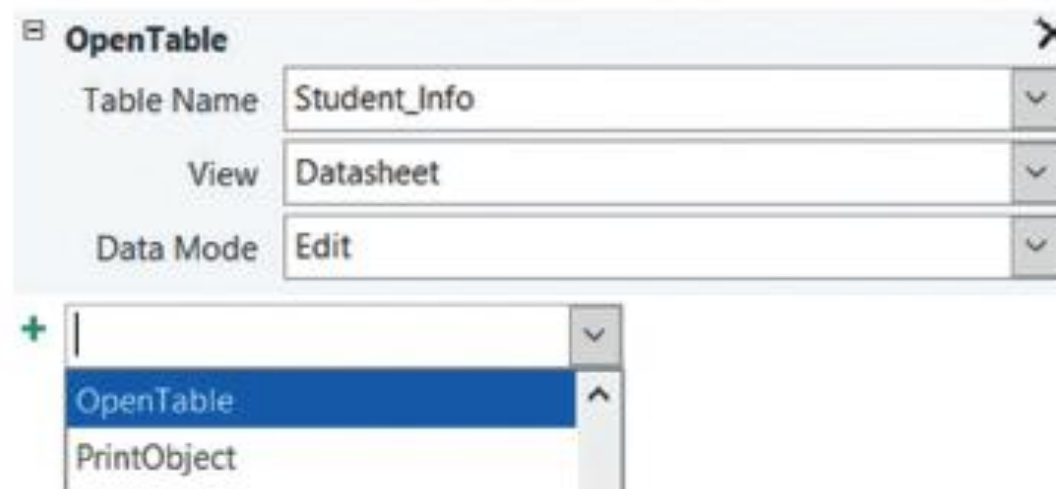 OpenTable
Table Name Student_Info
View Datasheet
Data Mode Edit
OpenTable
PrintObject